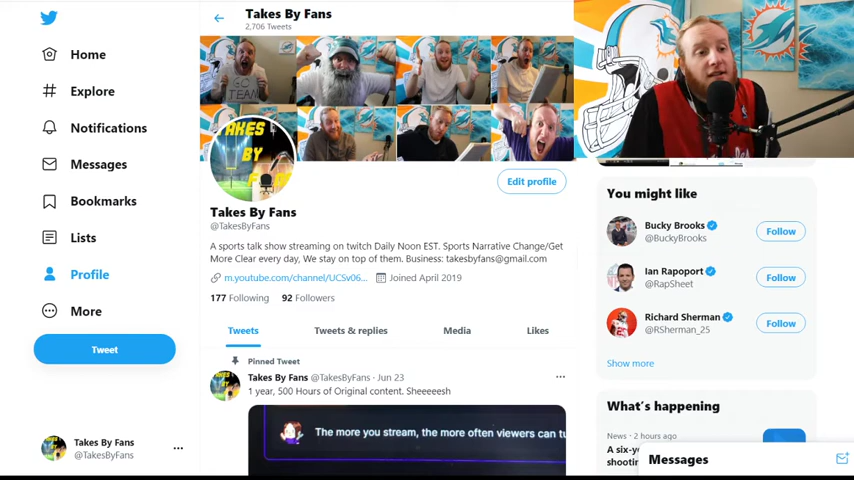 Takes By Fans
2,706 Tweets
Home
Explore
Notifications
Messages
Bookmarks
Lists
Profile
More
Tweet
Takes By Fans
@TakesByFans
GO
TEAM
TAKES
BY
Edit profile
Takes By Fans
@TakesByFans
A sports talk show streaming on twitch Daily Noon EST. Sports Narrative Change/Get
More Clear every day, We stay on top of them. Business: takesbyfans@gmail.com
m.youtube.com/channel/UCSv06... Joined April 2019
177 Following 92 Followers
Tweets Tweets & replies Media Likes
Pinned Tweet
Takes By Fans @TakesByFans · Jun 23
1 year, 500 Hours of Original content. Sheeeeesh
The more you stream, the more often viewers can tu
You might like
Bucky Brooks
@BuckyBrooks
Follow
Ian Rapoport
@RapSheet
Follow
Richard Sherman
@RSherman_25
Follow
Show more
What's happening
News · 2 hours ago
A six-y
shootin
Messages